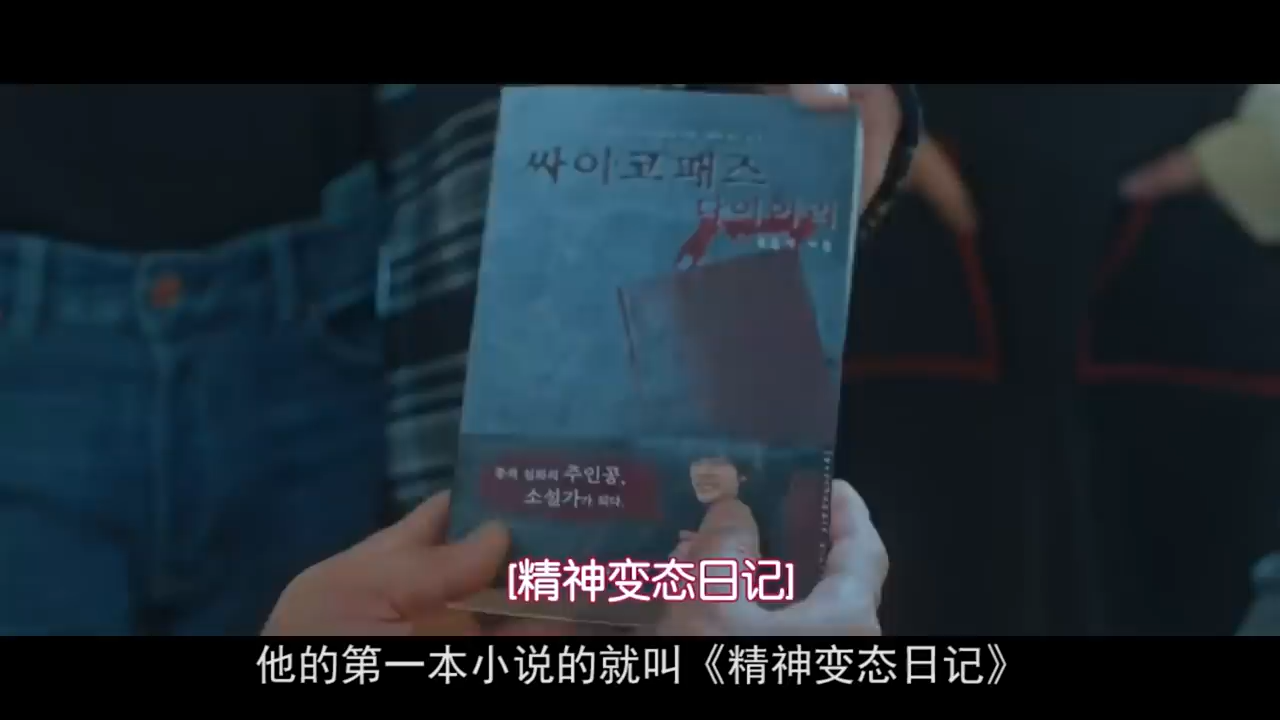 싸이코패스
다이어리
주인공,
소설가가 되다.
[精神变态日记]
他的第一本小说的就叫《精神变态日记》